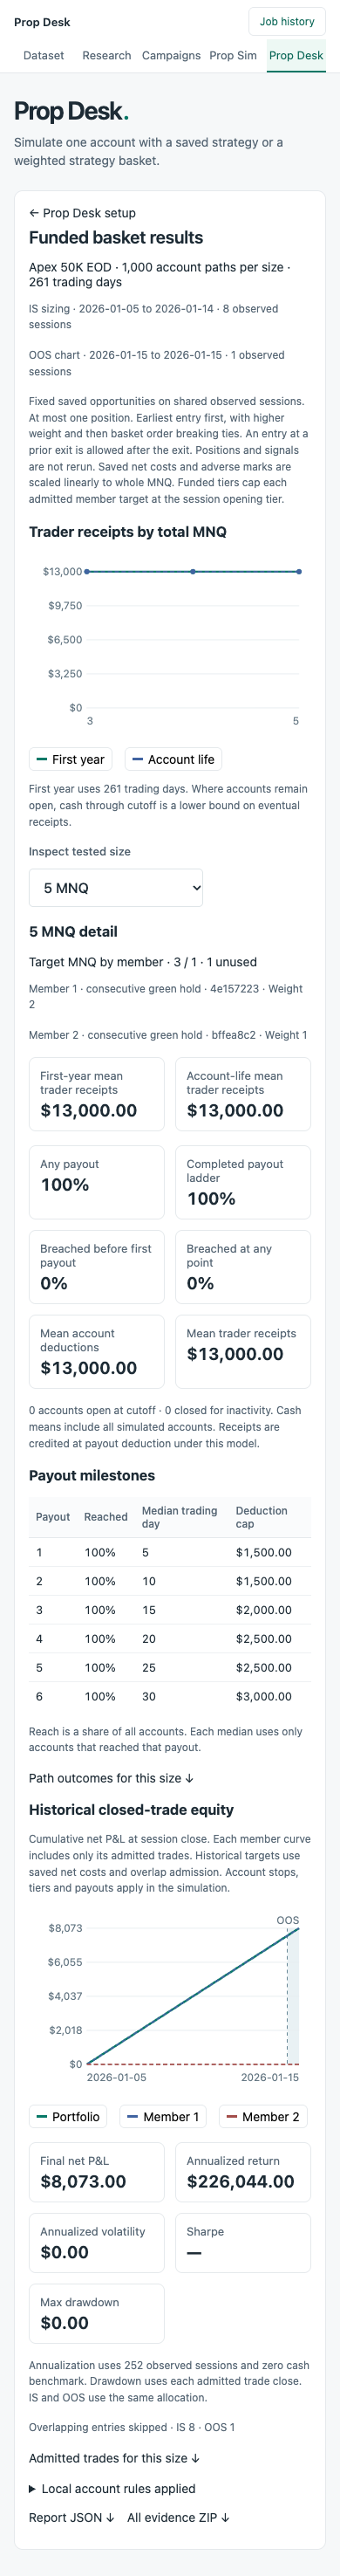 Prop Desk
Job history
Dataset Research Campaigns Prop Sim Prop Desk
Prop Desk.
Simulate one account with a saved strategy or a
weighted strategy basket.
← Prop Desk setup
Funded basket results
Apex 50K EOD · 1,000 account paths per size ·
261 trading days
IS sizing · 2026-01-05 to 2026-01-14 · 8 observed
sessions
OOS chart · 2026-01-15 to 2026-01-15 · 1 observed
sessions
Fixed saved opportunities on shared observed sessions.
At most one position. Earliest entry first, with higher
weight and then basket order breaking ties. An entry at a
prior exit is allowed after the exit. Positions and signals
are not rerun. Saved net costs and adverse marks are
scaled linearly to whole MNQ. Funded tiers cap each
admitted member target at the session opening tier.
Trader receipts by total MNQ
$13,000
$9,750
$6,500
$3,250
$0
3 5
First year Account life
First year uses 261 trading days. Where accounts remain
open, cash through cutoff is a lower bound on eventual
receipts.
Inspect tested size
5 MNQ
5 MNQ detail
Target MNQ by member · 3 / 1 · 1 unused
Member 1 · consecutive green hold · 4e157223 · Weight
2
Member 2 · consecutive green hold · bffea8c2 · Weight 1
First-year mean
trader receipts
$13,000.00
Account-life mean
trader receipts
$13,000.00
Any payout
100%
Completed payout
ladder
100%
Breached before first
payout
0%
Breached at any
point
0%
Mean account
deductions
$13,000.00
Mean trader receipts
$13,000.00
0 accounts open at cutoff · 0 closed for inactivity. Cash
means include all simulated accounts. Receipts are
credited at payout deduction under this model.
Payout milestones
Payout Reached Median trading day Deduction cap
1 100% 5 $1,500.00
2 100% 10 $1,500.00
3 100% 15 $2,000.00
4 100% 20 $2,500.00
5 100% 25 $2,500.00
6 100% 30 $3,000.00
Reach is a share of all accounts. Each median uses only
accounts that reached that payout.
Path outcomes for this size ↓
Historical closed-trade equity
Cumulative net P&L at session close. Each member curve
includes only its admitted trades. Historical targets use
saved net costs and overlap admission. Account stops,
tiers and payouts apply in the simulation.
OOS
$8,073
$6,055
$4,037
$2,018
$0
2026-01-05 2026-01-15
Portfolio Member 1 Member 2
Final net P&L
$8,073.00
Annualized return
$226,044.00
Annualized volatility
$0.00
Sharpe
—
Max drawdown
$0.00
Annualization uses 252 observed sessions and zero cash
benchmark. Drawdown uses each admitted trade close.
IS and OOS use the same allocation.
Overlapping entries skipped · IS 8 · OOS 1
Admitted trades for this size ↓
▶ Local account rules applied
Report JSON ↓ All evidence ZIP ↓